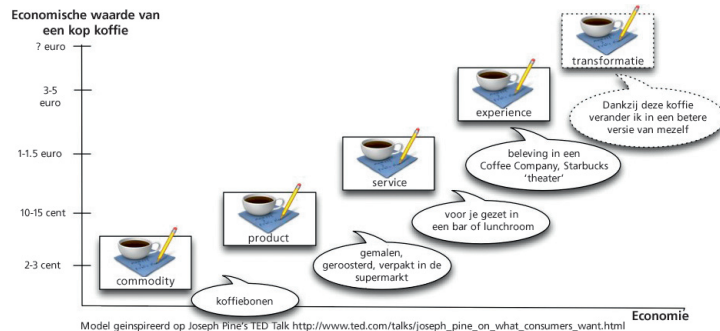 Economische waarde van
een kop koffie
? euro
3-5
euro
1-1.5 euro
10-15 cent
2-3 cent
transformatie
Dankzij deze koffie
verander ik in een betere
versie van mezelf
experience
beleving in een
Coffee Company, Starbucks
'theater'
service
voor je gezet in
een bar of lunchroom
product
gemalen,
geroosterd, verpakt in de
supermarkt
commodity
koffiebonen
Economie
Model geinspireerd op Joseph Pine's TED Talk http://www.ted.com/talks/joseph_pine_on_what_consumers_want.html